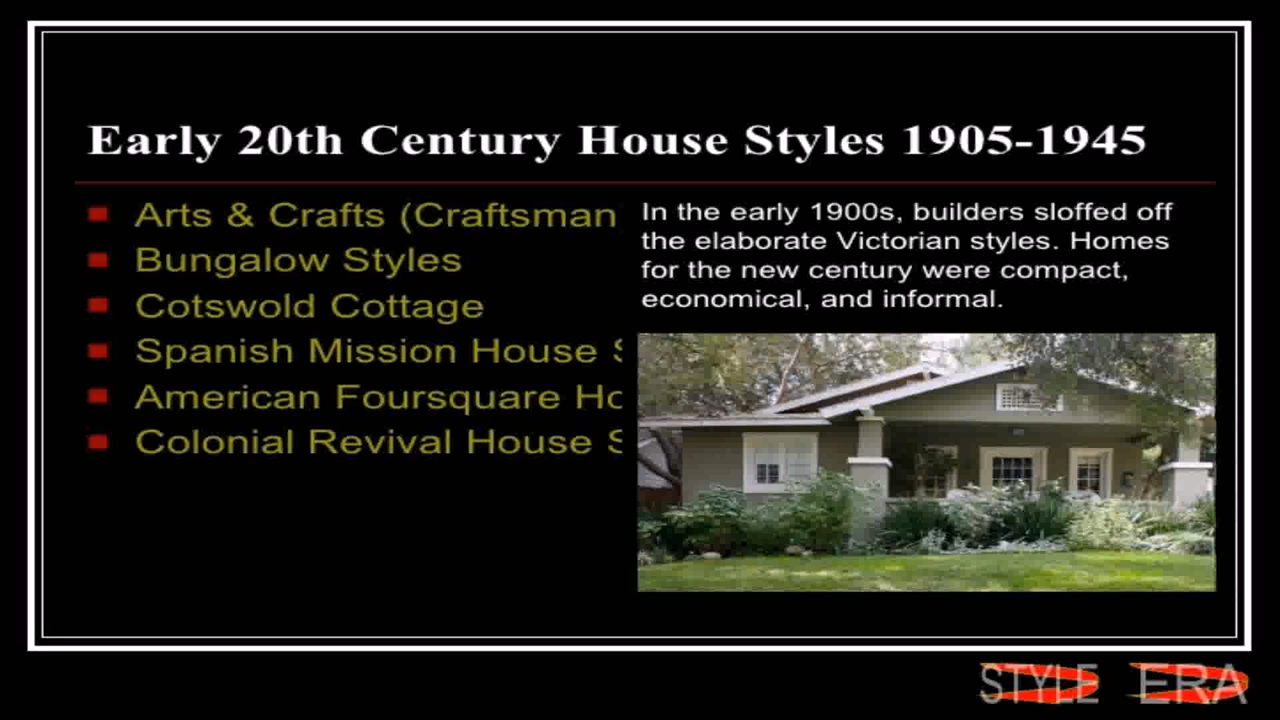 Early 20th Century House Styles 1905-1945
Arts & Crafts (Craftsman
Bungalow Styles
Cotswold Cottage
Spanish Mission House S
American Foursquare Ho
Colonial Revival House S
In the early 1900s, builders sloffed off
the elaborate Victorian styles. Homes
for the new century were compact,
economical, and informal.
STYLE ERA